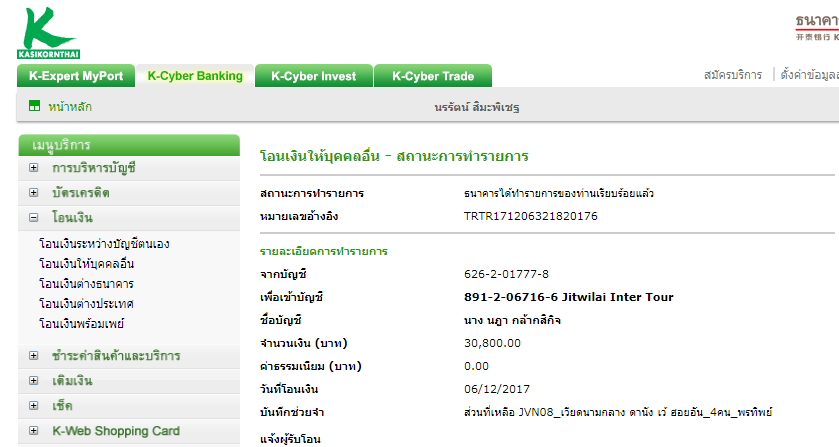 ธนาคา
开泰银行 K
KASIKORNTHAI
K-Expert MyPort K-Cyber Banking K-Cyber Invest K-Cyber Trade
สมัครบริการ ตั้งค่าข้อมูลส
หน้าหลัก นรรัตน์ สิมะพิเชฐ
เมนูบริการ
โอนเงินให้บุคคลอื่น - สถานะการทำรายการ
การบริหารบัญชี
บัตรเครดิต
สถานะการทำรายการ ธนาคารได้ทำรายการของท่านเรียบร้อยแล้ว
โอนเงิน
หมายเลขอ้างอิง TRTR171206321820176
โอนเงินระหว่างบัญชีตนเอง
รายละเอียดการทำรายการ
โอนเงินให้บุคคลอื่น
จากบัญชี 626-2-01777-8
โอนเงินต่างธนาคาร
เพื่อเข้าบัญชี 891-2-06716-6 Jitwilai Inter Tour
โอนเงินต่างประเทศ
ชื่อบัญชี นาง นฎา กล้ากสิกิจ
โอนเงินพร้อมเพย์
จำนวนเงิน (บาท) 30,800.00
ชำระค่าสินค้าและบริการ
ค่าธรรมเนียม (บาท) 0.00
เติมเงิน
วันที่โอนเงิน 06/12/2017
เช็ค
บันทึกช่วยจำ ส่วนที่เหลือ JVN08_เวียดนามกลาง ดานัง เว้ ฮอยอัน_4คน_พรทิพย์
K-Web Shopping Card
แจ้งผู้รับโอน